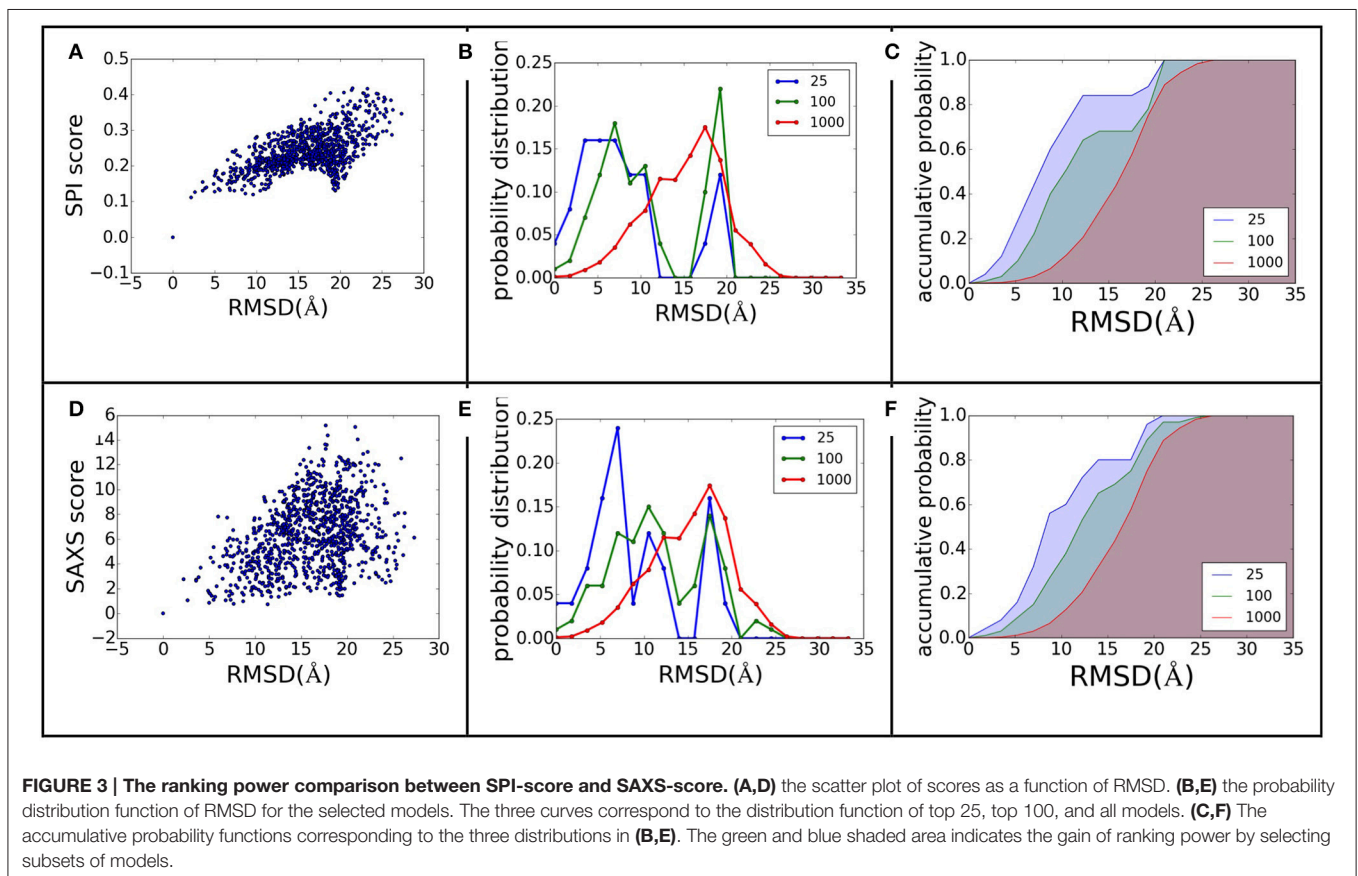 A
SPI score
0.5
0.4
0.3
0.2
0.1
0.0
−0.1
−5 0 5 10 15 20 25 30
RMSD(Å)
B
probability distribution
0.25
0.20
0.15
0.10
0.05
0.00
0 5 10 15 20 25 30 35
RMSD(Å)
25
100
1000
C
accumulative probability
1.0
0.8
0.6
0.4
0.2
0.0
0 5 10 15 20 25 30 35
RMSD(Å)
25
100
1000
D
SAXS score
16
14
12
10
8
6
4
2
0
−2
−5 0 5 10 15 20 25 30
RMSD(Å)
E
probability distribution
0.25
0.20
0.15
0.10
0.05
0.00
0 5 10 15 20 25 30 35
RMSD(Å)
25
100
1000
F
accumulative probability
1.0
0.8
0.6
0.4
0.2
0.0
0 5 10 15 20 25 30 35
RMSD(Å)
25
100
1000
FIGURE 3 | The ranking power comparison between SPI-score and SAXS-score. (A,D) the scatter plot of scores as a function of RMSD. (B,E) the probability
distribution function of RMSD for the selected models. The three curves correspond to the distribution function of top 25, top 100, and all models. (C,F) The
accumulative probability functions corresponding to the three distributions in (B,E). The green and blue shaded area indicates the gain of ranking power by selecting
subsets of models.